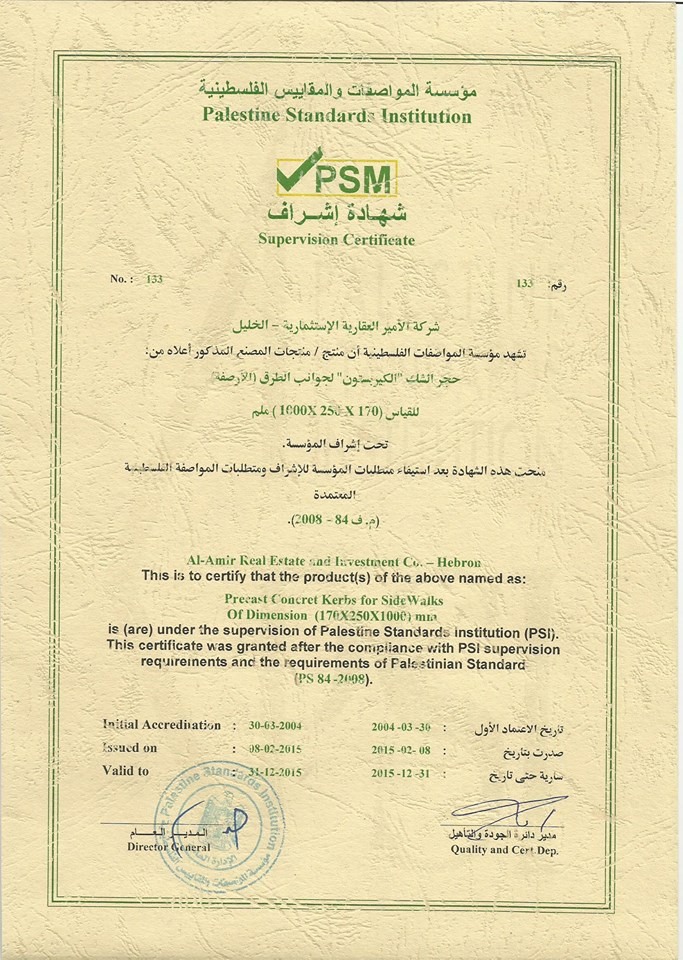 مؤسسة المواصفات والمقاييس الفلسطينية
Palestine Standards Institution
PSM
شهادة إشراف
Supervision Certificate
No. : 133
رقم: 133
شركة الأمير العقارية الإستثمارية – الخليل
تشهد مؤسسة المواصفات الفلسطينية أن منتج / منتجات المصنع المذكور أعلاه من:
حجر الشك "الكيربستون" لجوانب الطرق (الأرصفة)
للقياس (170 X 250 X 1000) ملم
تحت إشراف المؤسسة.
منحت هذه الشهادة بعد استيفاء متطلبات المؤسسة للإشراف ومتطلبات المواصفة الفلسطينية
المعتمدة
(م.ف 84 - 2008).
Al-Amir Real Estate and Investment Co. – Hebron
This is to certify that the product(s) of the above named as:
Precast Concret Kerbs for SideWalks
Of Dimension (170X250X1000) mm
is (are) under the supervision of Palestine Standards Institution (PSI).
This certificate was granted after the compliance with PSI supervision
requirements and the requirements of Palestinian Standard
(PS 84 -2008).
Initial Accreditation : 30-03-2004
تاريخ الاعتماد الأول : 30- 03- 2004
Issued on : 08-02-2015
صدرت بتاريخ : 08 -02- 2015
Valid to : 31-12-2015
سارية حتى تاريخ : 31- 12- 2015
Palestine Standards Institution
المدير العام
Director General
مدير دائرة الجودة والتأهيل
Quality and Cert.Dep.